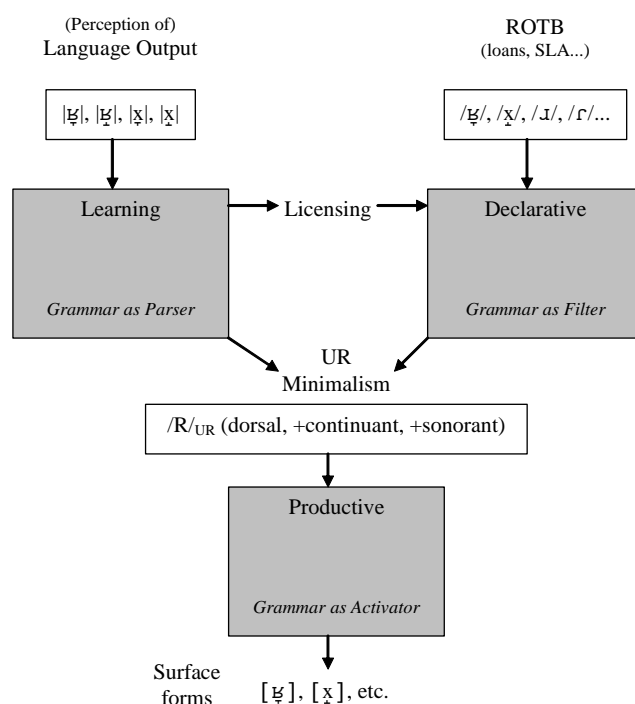 (Perception of)
Language Output
ROTB
(loans, SLA...)
|ʁ̞|, |ʁ̝|, |x̞|, |x̝|
/ʁ̞/, /x̝/, /ɹ/, /ɾ/...
Learning
Licensing
Declarative
Grammar as Parser
Grammar as Filter
UR
Minimalism
/R/UR (dorsal, +continuant, +sonorant)
Productive
Grammar as Activator
Surface
forms
[ʁ̞], [x̝], etc.